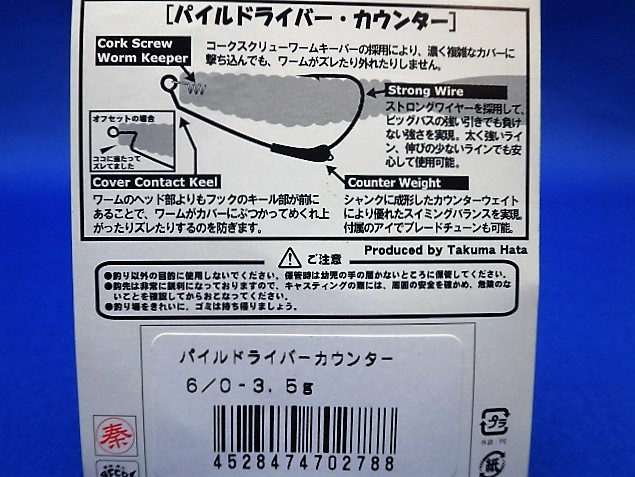 [パイルドライバー・カウンター]
Cork Screw
Worm Keeper
コークスクリューワームキーパーの採用により、濃く複雑なカバーに
撃ち込んでも、ワームがズレたり外れたりしません。
Strong Wire
ストロングワイヤーを採用して、
ビッグバスの強い引きでも負け
ない強さを実現。太く強いライ
ン、伸びの少ないラインでも安
心して使用可能。
オフセットの場合
ココに当たって
ズレてました
Cover Contact Keel
ワームのヘッド部よりもフックのキール部が前に
あることで、ワームがカバーにぶつかってめくれ上
がったりズレたりするのを防ぎます。
Counter Weight
シャンクに成形したカウンターウェイト
により優れたスイミングバランスを実現。
付属のアイでブレードチューンも可能。
Produced by Takuma Hata
ご注意
●釣り以外の目的に使用しないでください。保管時は幼児の手の届かないところに保管してください。
●鈎先は非常に鋭利になっておりますので、キャスティングの際には、周囲の安全を確かめ、危険のな
いことを確認してからおこなってください。
●釣り場をきれいに、ゴミは持ち帰りましょう。
パイルドライバーカウンター
6/0-3.5g
4528474702788
秦
プラ
外袋:PE
紙